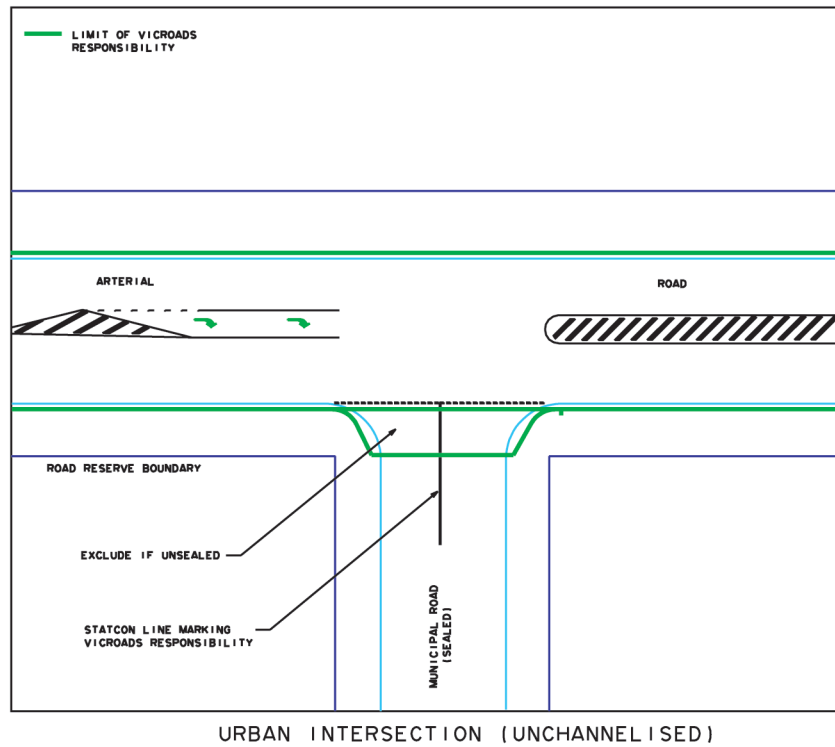 LIMIT OF VICROADS
RESPONSIBILITY
ARTERIAL
ROAD
ROAD RESERVE BOUNDARY
EXCLUDE IF UNSEALED
STATCON LINE MARKING
VICROADS RESPONSIBILITY
MUNICIPAL ROAD
(SEALED)
URBAN INTERSECTION (UNCHANNELISED)